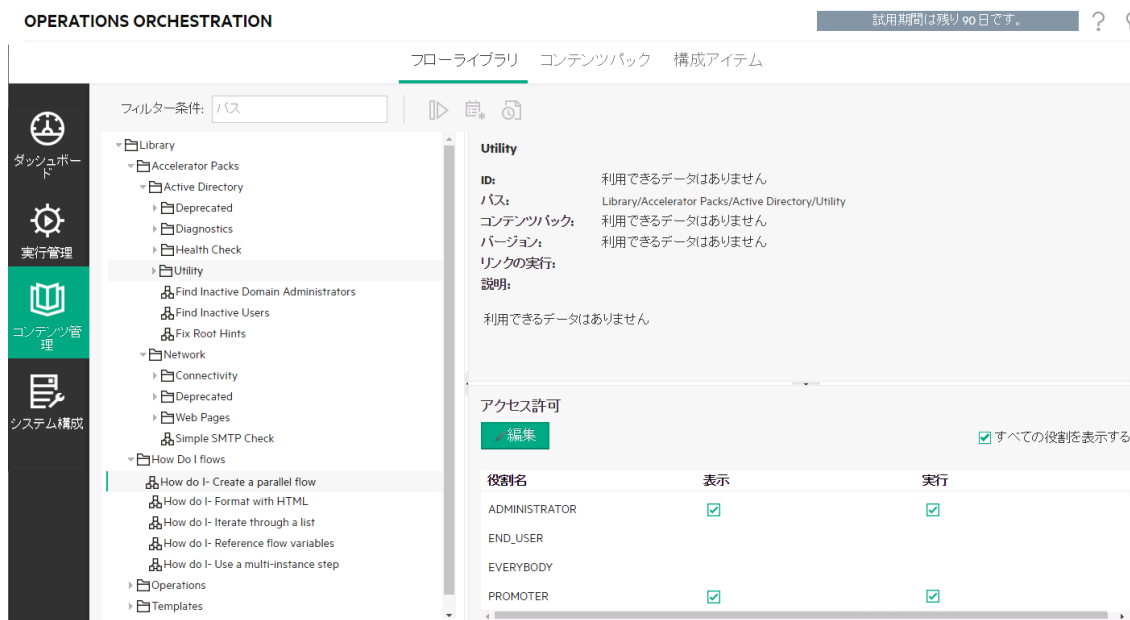 OPERATIONS ORCHESTRATION
試用期間は残り 90 日です。
?
フローライブラリ
コンテンツパック
構成アイテム
ダッシュボー
ド
実行管理
コンテンツ管
理
システム構成
フィルター条件:
パス
Library
Accelerator Packs
Active Directory
Deprecated
Diagnostics
Health Check
Utility
Find Inactive Domain Administrators
Find Inactive Users
Fix Root Hints
Network
Connectivity
Deprecated
Web Pages
Simple SMTP Check
How Do I flows
How do I- Create a parallel flow
How do I- Format with HTML
How do I- Iterate through a list
How do I- Reference flow variables
How do I- Use a multi-instance step
Operations
Templates
Utility
ID: 利用できるデータはありません
パス: Library/Accelerator Packs/Active Directory/Utility
コンテンツパック: 利用できるデータはありません
バージョン: 利用できるデータはありません
リンクの実行:
説明:
利用できるデータはありません
アクセス許可
編集
すべての役割を表示する
役割名 表示 実行
ADMINISTRATOR
END_USER
EVERYBODY
PROMOTER